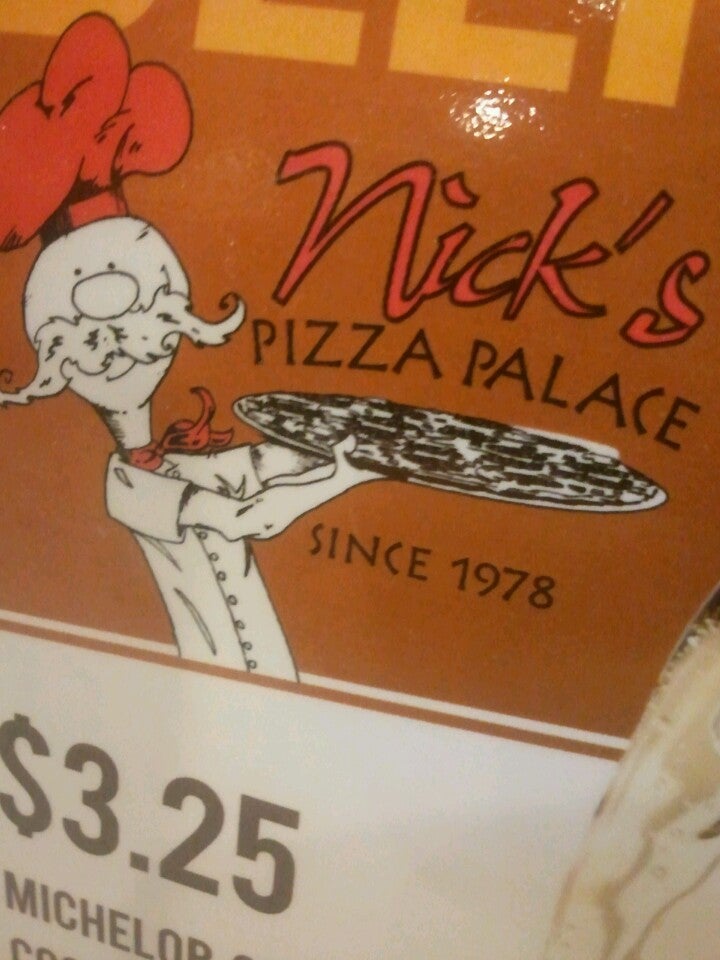 Nick's
PIZZA PALACE
SINCE 1978
$3.25